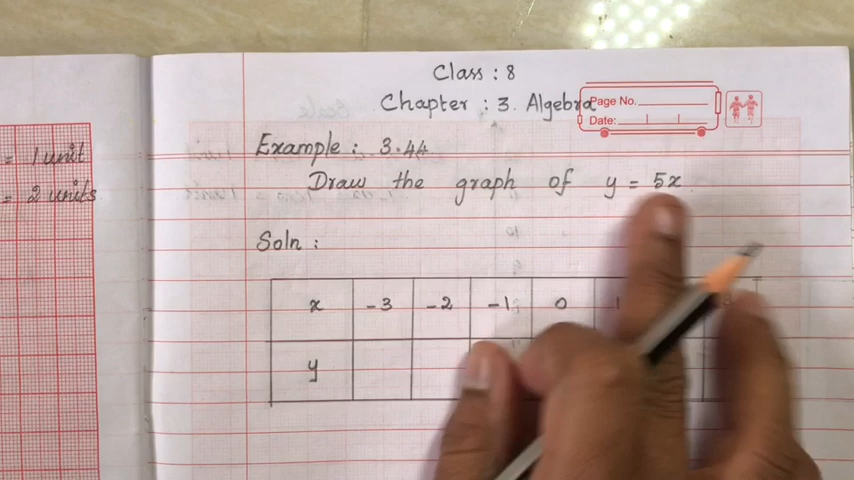 = 1 unit
= 2 units
Class : 8
Chapter : 3. Algebra
Page No.
Date:
Example : 3.44
Draw the graph of y = 5x
Soln :
x -3 -2 -1 0 1
y